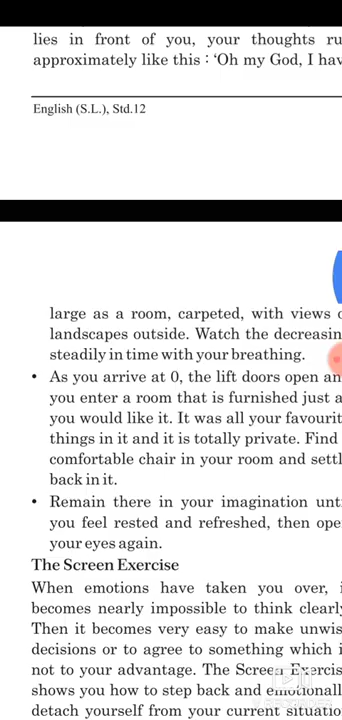 lies in front of you, your thoughts ru
approximately like this : 'Oh my God, I hav
English (S.L.), Std.12
large as a room, carpeted, with views o
landscapes outside. Watch the decreasin
steadily in time with your breathing.
• As you arrive at 0, the lift doors open an
you enter a room that is furnished just a
you would like it. It was all your favourit
things in it and it is totally private. Find
comfortable chair in your room and settl
back in it.
• Remain there in your imagination unti
you feel rested and refreshed, then ope
your eyes again.
The Screen Exercise
When emotions have taken you over, i
becomes nearly impossible to think clearly
Then it becomes very easy to make unwis
decisions or to agree to something which i
not to your advantage. The Screen Exercis
shows you how to step back and emotionall
detach yourself from your current situatio